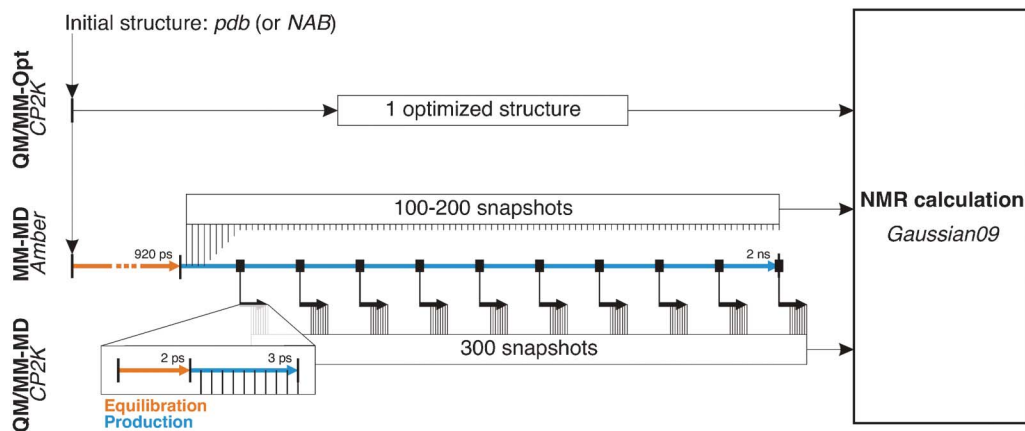 Initial structure: pdb (or NAB)
QM/MM-Opt
CP2K
1 optimized structure
NMR calculation
Gaussian09
MM-MD
Amber
100-200 snapshots
920 ps
2 ns
QM/MM-MD
CP2K
300 snapshots
2 ps
3 ps
Equilibration
Production